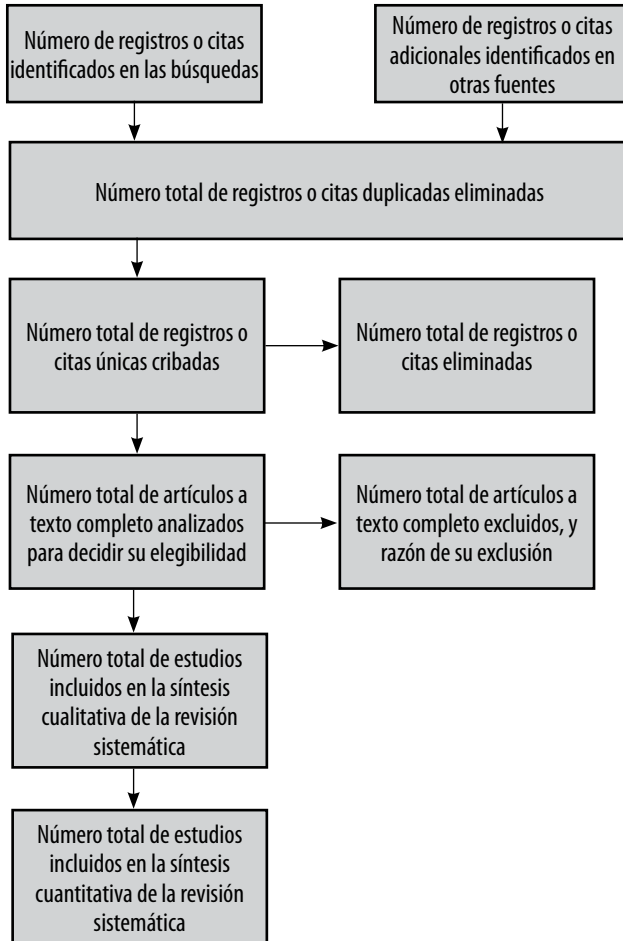 Número de registros o citas
identificados en las búsquedas
Número de registros o citas
adicionales identificados en
otras fuentes
Número total de registros o citas duplicadas eliminadas
Número total de registros o
citas únicas cribadas
Número total de registros o
citas eliminadas
Número total de artículos a
texto completo analizados
para decidir su elegibilidad
Número total de artículos a
texto completo excluidos, y
razón de su exclusión
Número total de estudios
incluidos en la síntesis
cualitativa de la revisión
sistemática
Número total de estudios
incluidos en la síntesis
cuantitativa de la revisión
sistemática